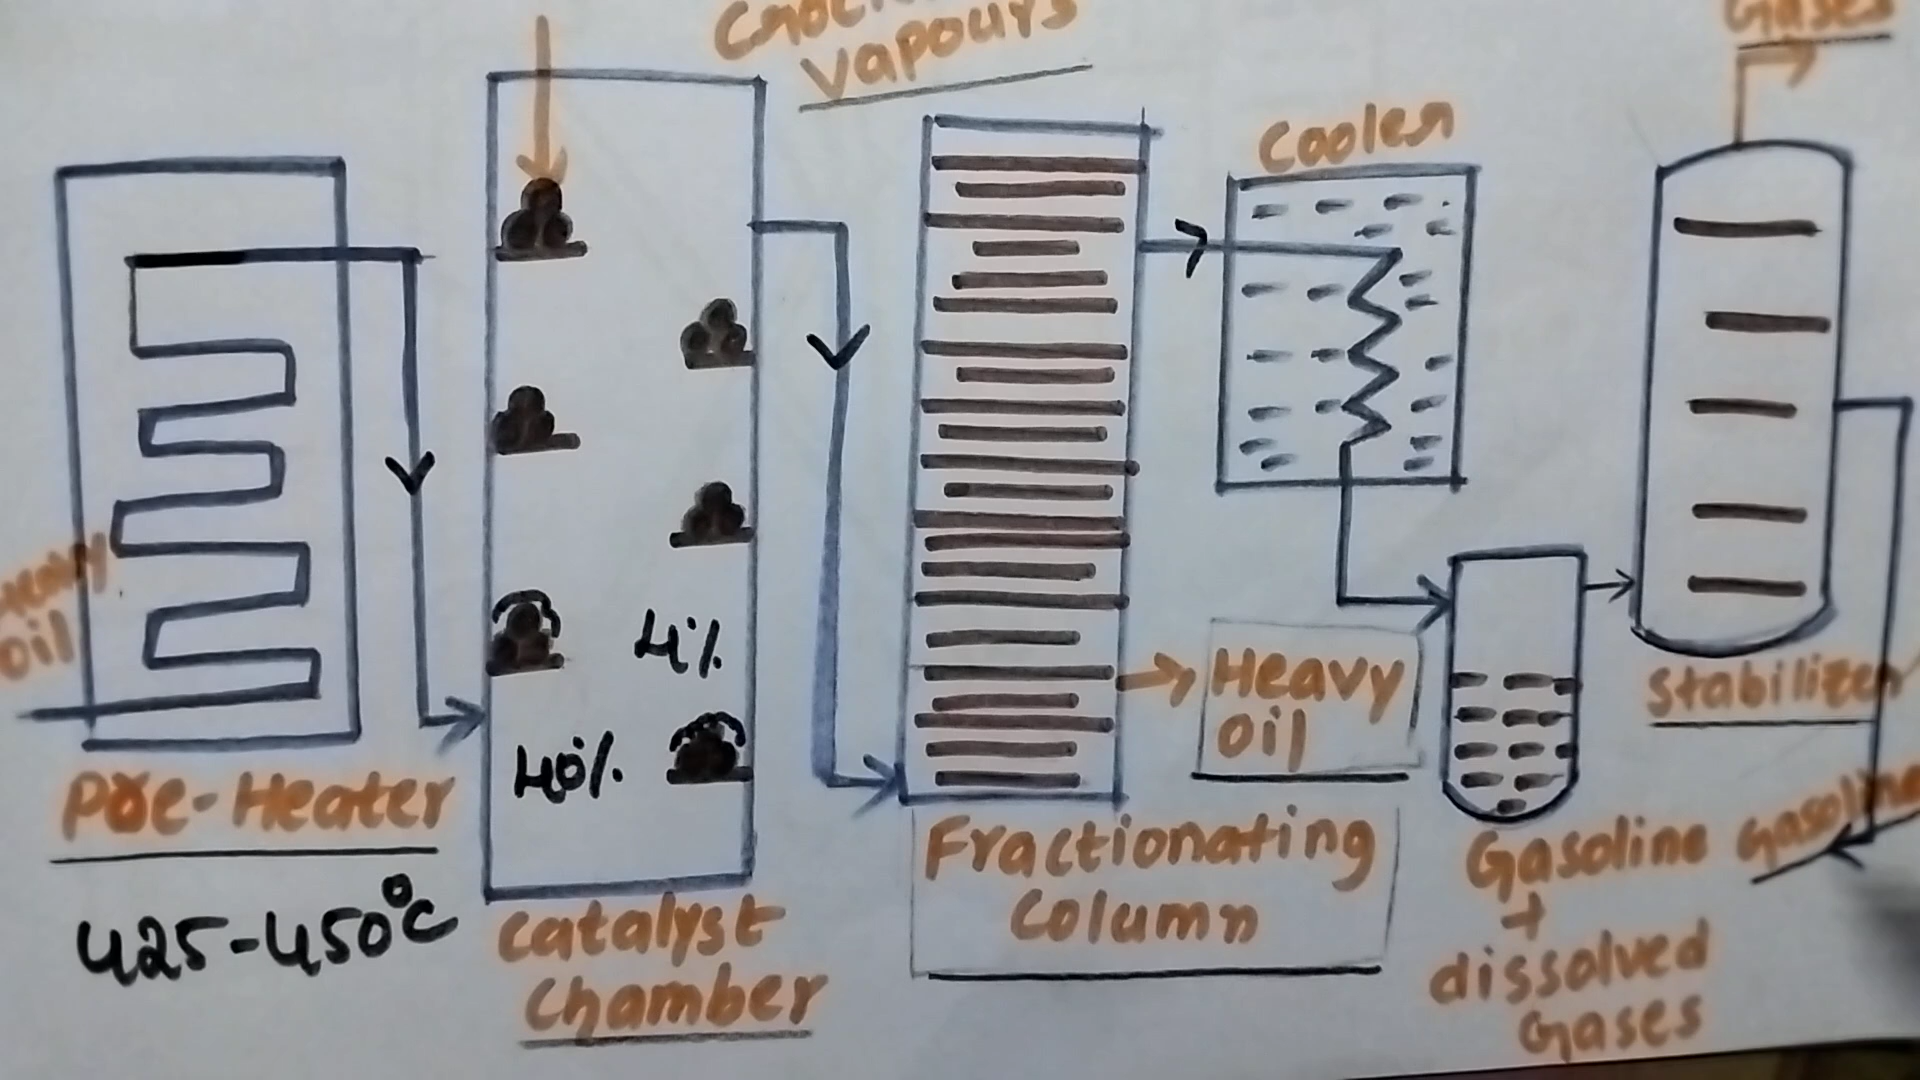 Vapours
Gases
Cooler
Heavy
Oil
4%
40%
Heavy
Oil
Stabilizer
Pre-Heater
425-450°C
Catalyst
Chamber
Fractionating
Column
Gasoline
+
dissolved
Gases
Gasoline